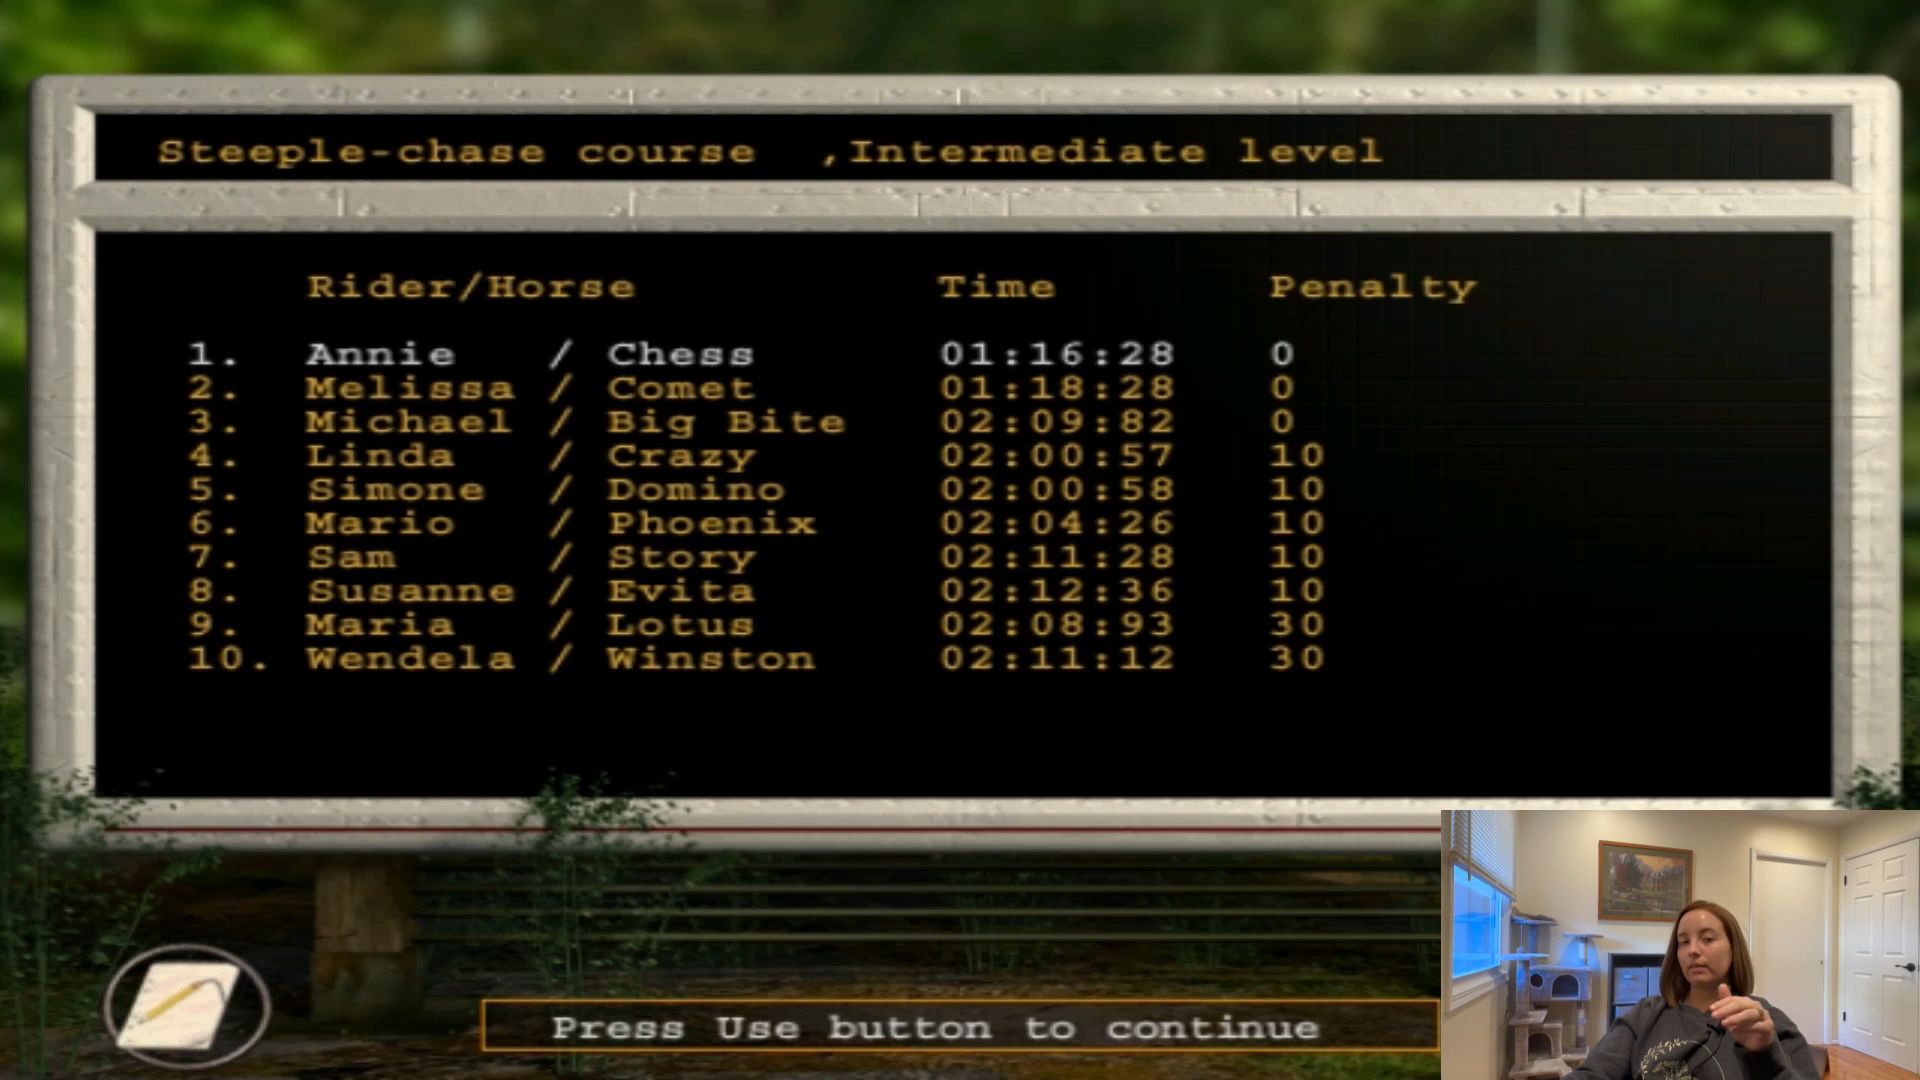 Steeple-chase course ,Intermediate level
Rider/Horse Time Penalty
1. Annie / Chess 01:16:28 0
2. Melissa / Comet 01:18:28 0
3. Michael / Big Bite 02:09:82 0
4. Linda / Crazy 02:00:57 10
5. Simone / Domino 02:00:58 10
6. Mario / Phoenix 02:04:26 10
7. Sam / Story 02:11:28 10
8. Susanne / Evita 02:12:36 10
9. Maria / Lotus 02:08:93 30
10. Wendela / Winston 02:11:12 30
Press Use button to continue